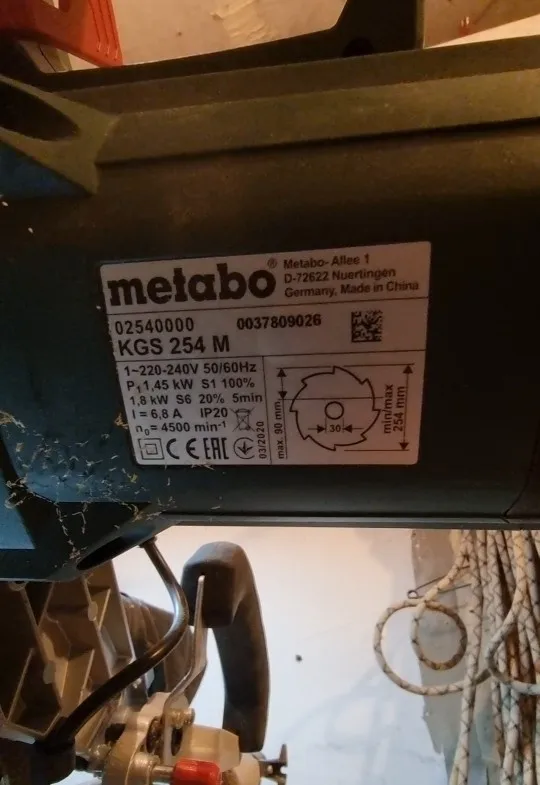 metabo®
Metabo- Allee 1
D-72622 Nuertingen
Germany, Made in China
02540000 0037809026
KGS 254 M
1~220-240V 50/60Hz
P₁ 1,45 kW S1 100%
1,8 kW S6 20% 5min
I = 6,8 A IP20
n₀ = 4500 min⁻¹
CE EAC
03/2020
max. 90 mm
30
min/max
254 mm